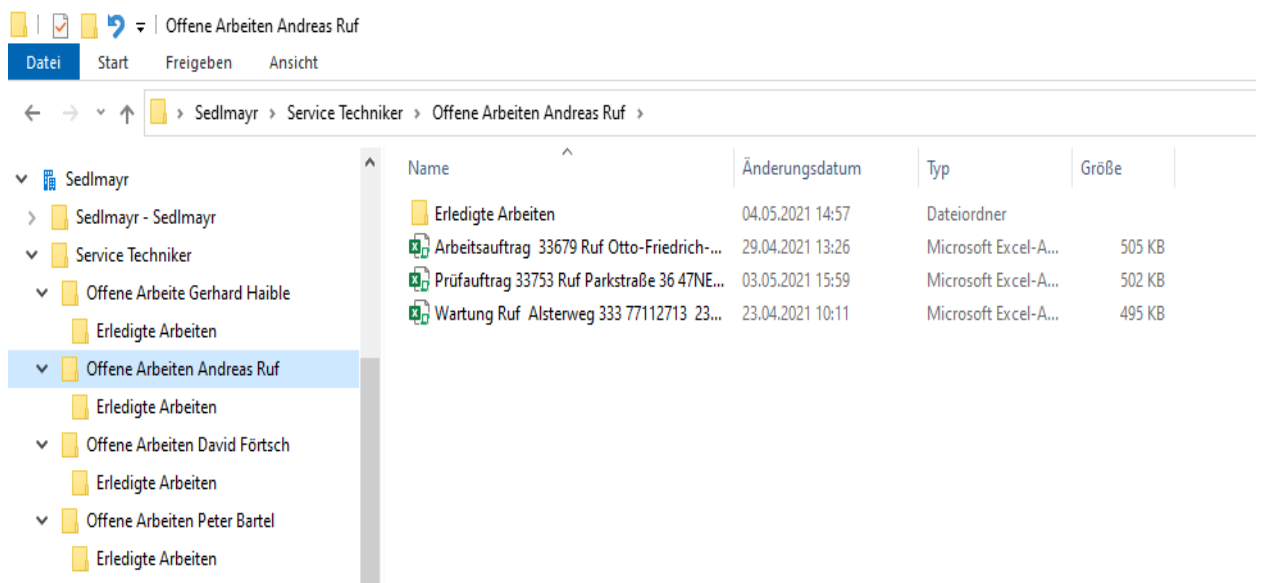 Offene Arbeiten Andreas Ruf
Datei Start Freigeben Ansicht
Sedlmayr > Service Techniker > Offene Arbeiten Andreas Ruf >
Name Änderungsdatum Typ Größe
Sedlmayr
Sedlmayr - Sedlmayr
Service Techniker
Offene Arbeite Gerhard Haible
Erledigte Arbeiten
Offene Arbeiten Andreas Ruf
Erledigte Arbeiten
Offene Arbeiten David Förtsch
Erledigte Arbeiten
Offene Arbeiten Peter Bartel
Erledigte Arbeiten
Erledigte Arbeiten 04.05.2021 14:57 Dateiordner
Arbeitsauftrag  33679 Ruf Otto-Friedrich-... 29.04.2021 13:26 Microsoft Excel-A... 505 KB
Prüfauftrag 33753 Ruf Parkstraße 36 47NE... 03.05.2021 15:59 Microsoft Excel-A... 502 KB
Wartung Ruf  Alsterweg 333 77112713  23... 23.04.2021 10:11 Microsoft Excel-A... 495 KB